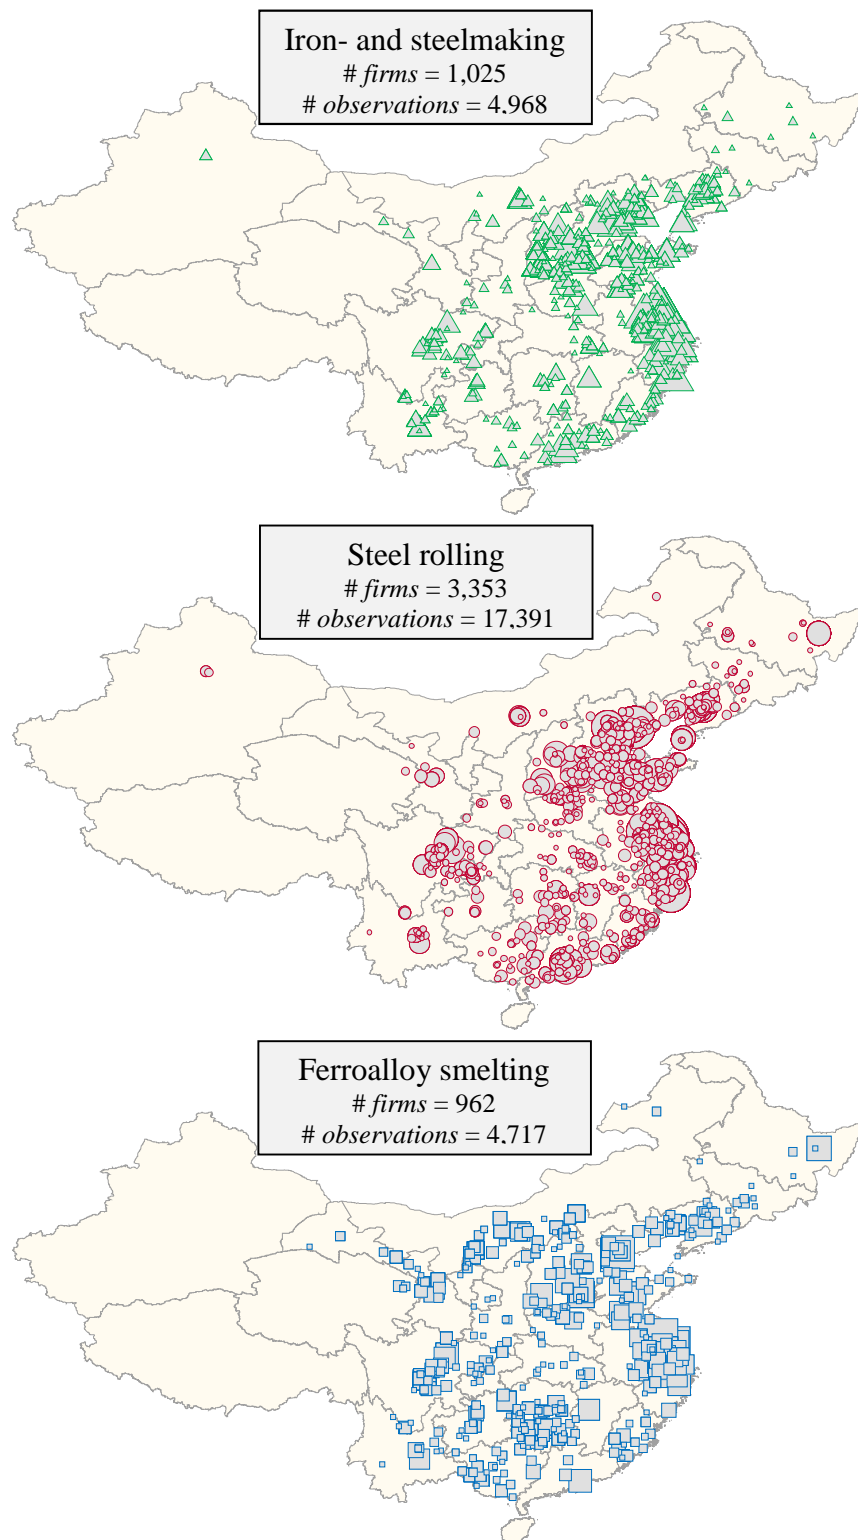 Iron- and steelmaking
# firms = 1,025
# observations = 4,968
Steel rolling
# firms = 3,353
# observations = 17,391
Ferroalloy smelting
# firms = 962
# observations = 4,717